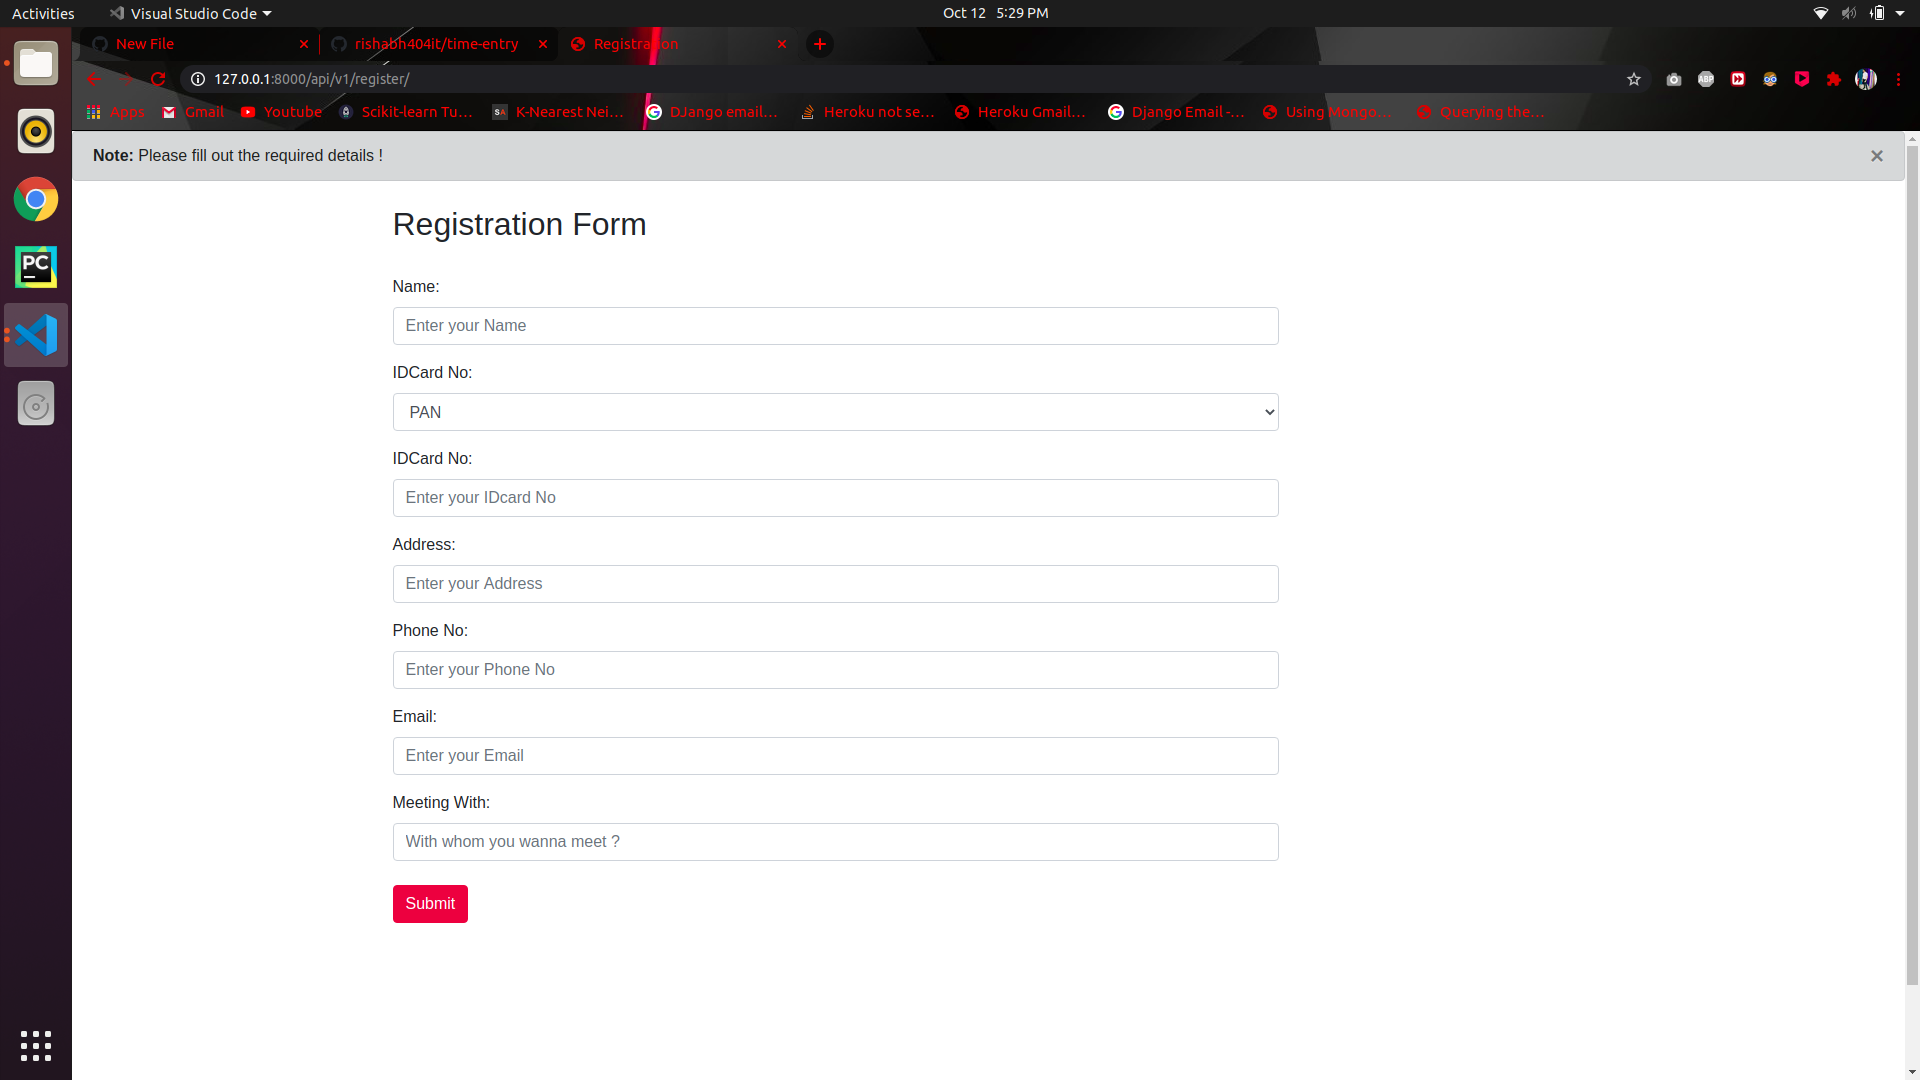 Activities
Visual Studio Code
Oct 12 5:29 PM
New File
rishabh404it/time-entry
Registration
127.0.0.1:8000/api/v1/register/
ABP
Apps
Gmail
Youtube
Scikit-learn Tu...
SA
K-Nearest Nei...
DJango email...
Heroku not se...
Heroku Gmail...
Django Email -...
Using Mongo...
Querying the...
Note: Please fill out the required details !
PC
Registration Form
Name:
Enter your Name
IDCard No:
PAN
IDCard No:
Enter your IDcard No
Address:
Enter your Address
Phone No:
Enter your Phone No
Email:
Enter your Email
Meeting With:
With whom you wanna meet ?
Submit